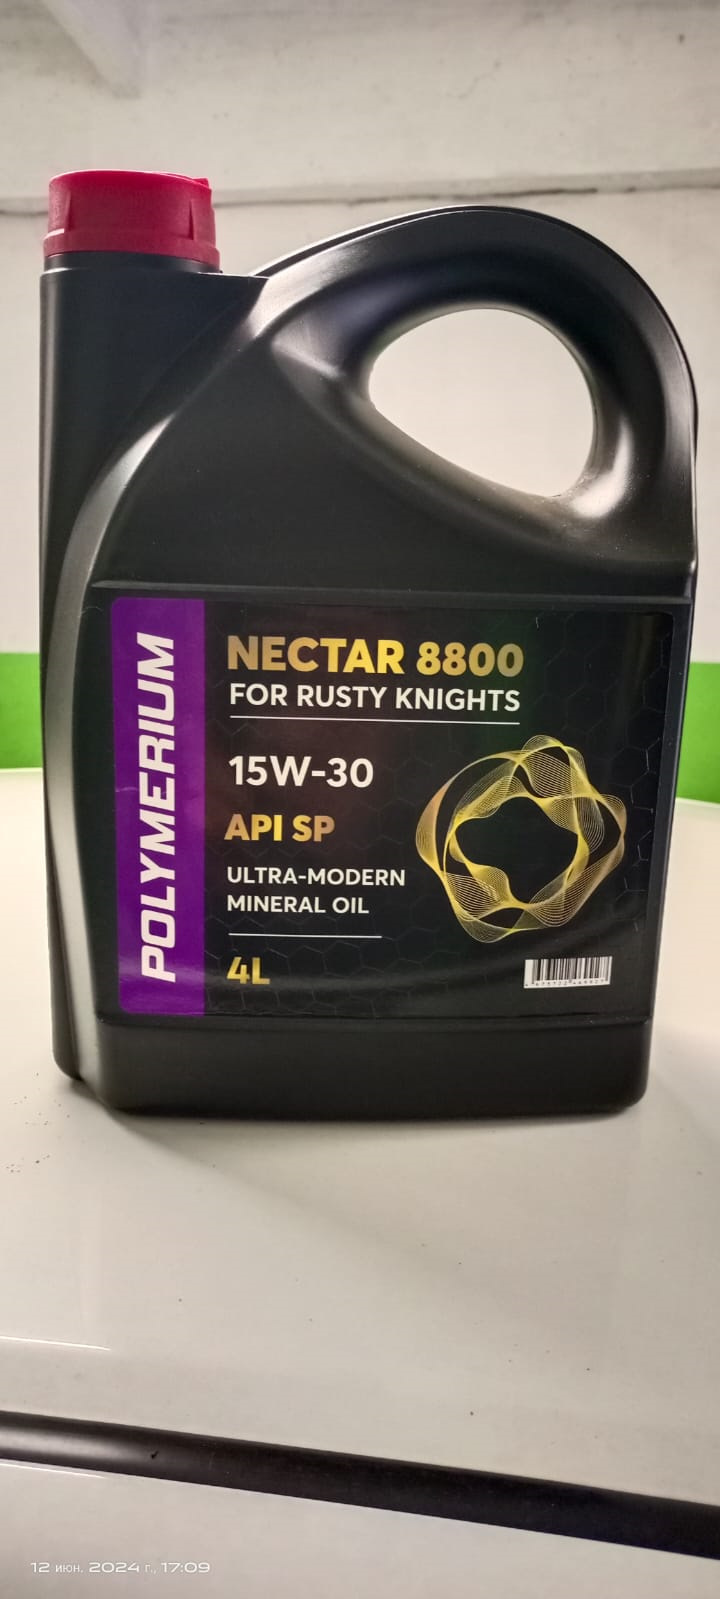 POLYMERIUM
NECTAR 8800
FOR RUSTY KNIGHTS
15W-30
API SP
ULTRA-MODERN
MINERAL OIL
4L
12 июн. 2024 г., 17:09